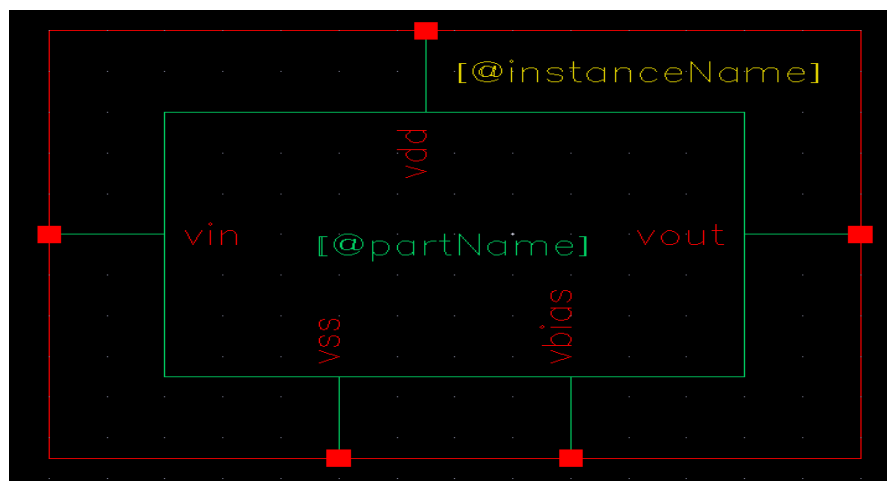 [@instanceName]
vdd
vin
[@partName]
vout
vss
vbias